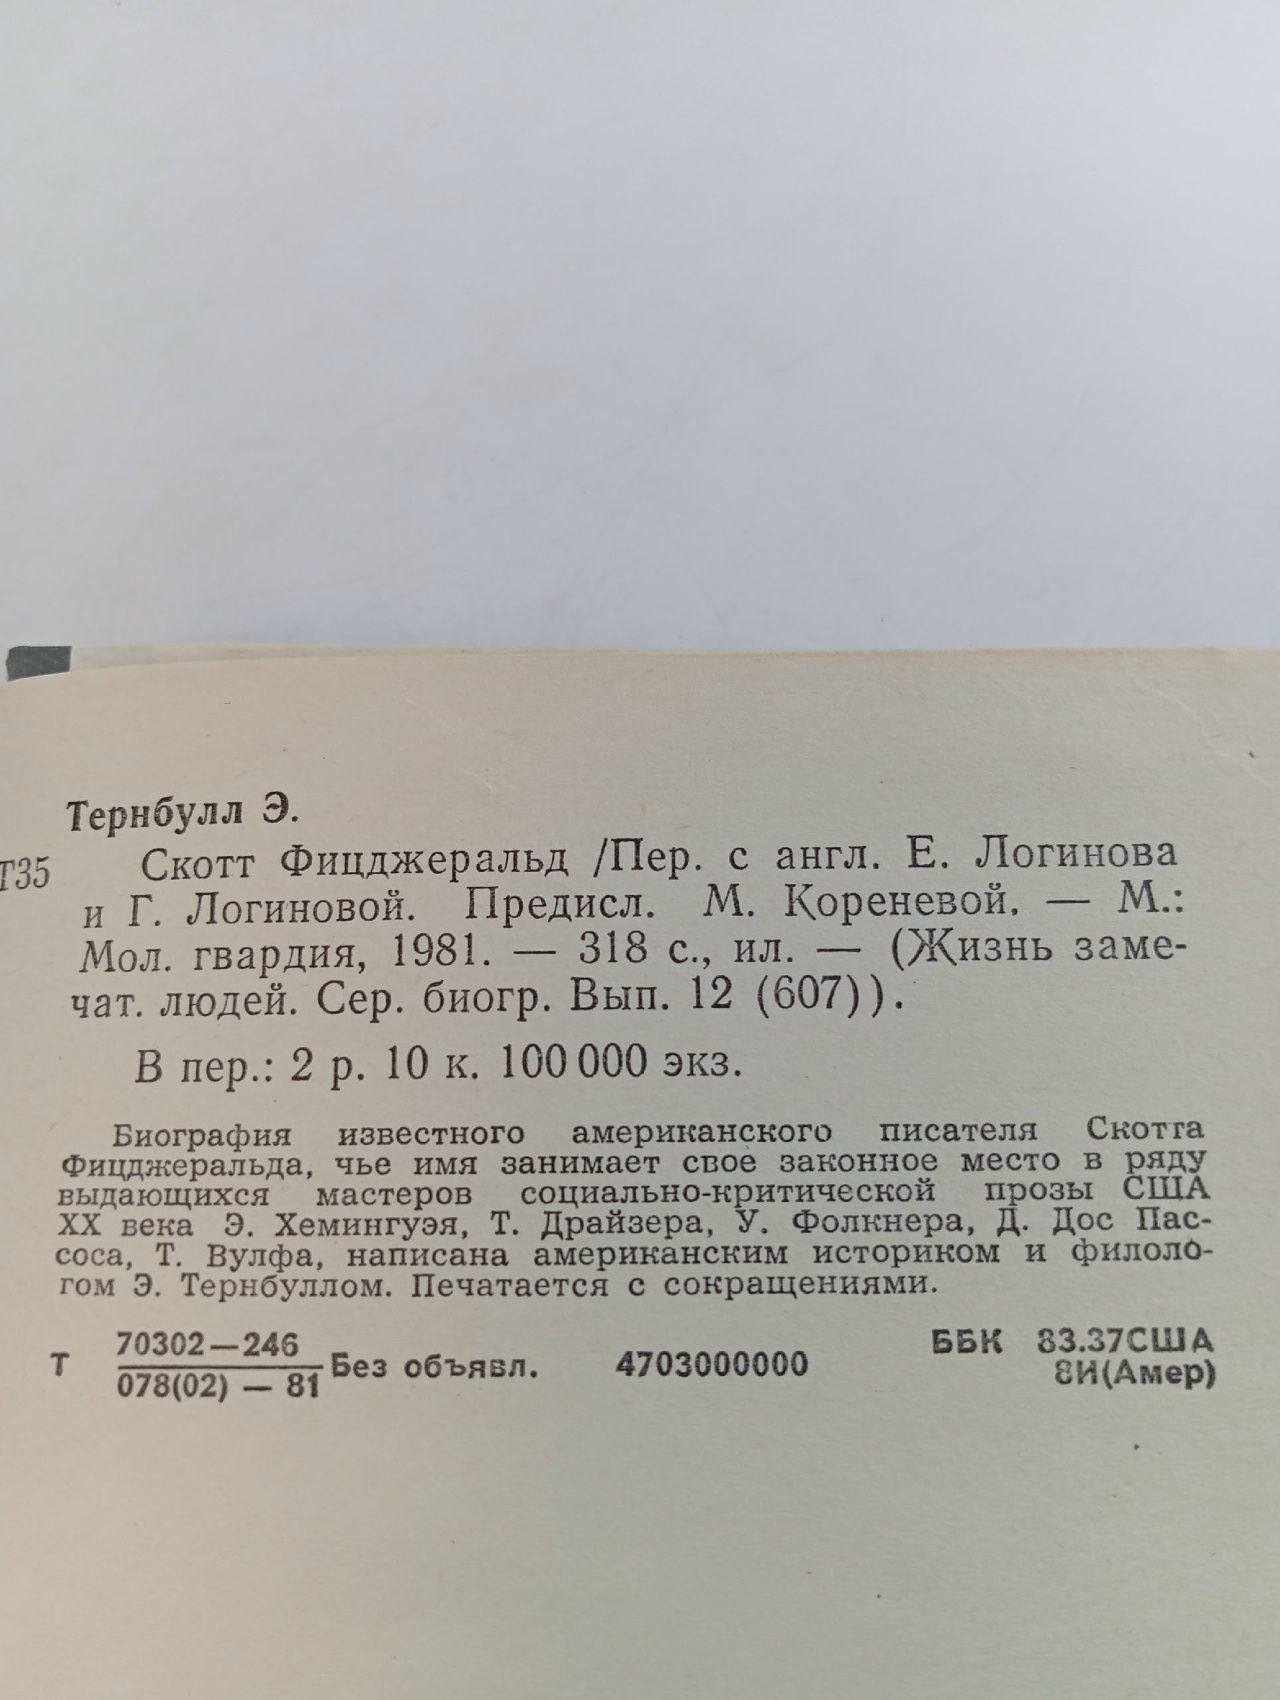 Тернбулл Э.
Т35 Скотт Фицджеральд /Пер. с англ. Е. Логинова
и Г. Логиновой. Предисл. М. Кореневой. — М.:
Мол. гвардия, 1981. — 318 с., ил. — (Жизнь заме-
чат. людей. Сер. биогр. Вып. 12 (607)).
В пер.: 2 р. 10 к. 100 000 экз.
Биография известного американского писателя Скотта
Фицджеральда, чье имя занимает свое законное место в ряду
выдающихся мастеров социально-критической прозы США
XX века Э. Хемингуэя, Т. Драйзера, У. Фолкнера, Д. Дос Пас-
соса, Т. Вулфа, написана американским историком и филоло-
гом Э. Тернбуллом. Печатается с сокращениями.
Т 70302—246
078(02) — 81 Без объявл. 4703000000
ББК 83.37США
8И(Амер)